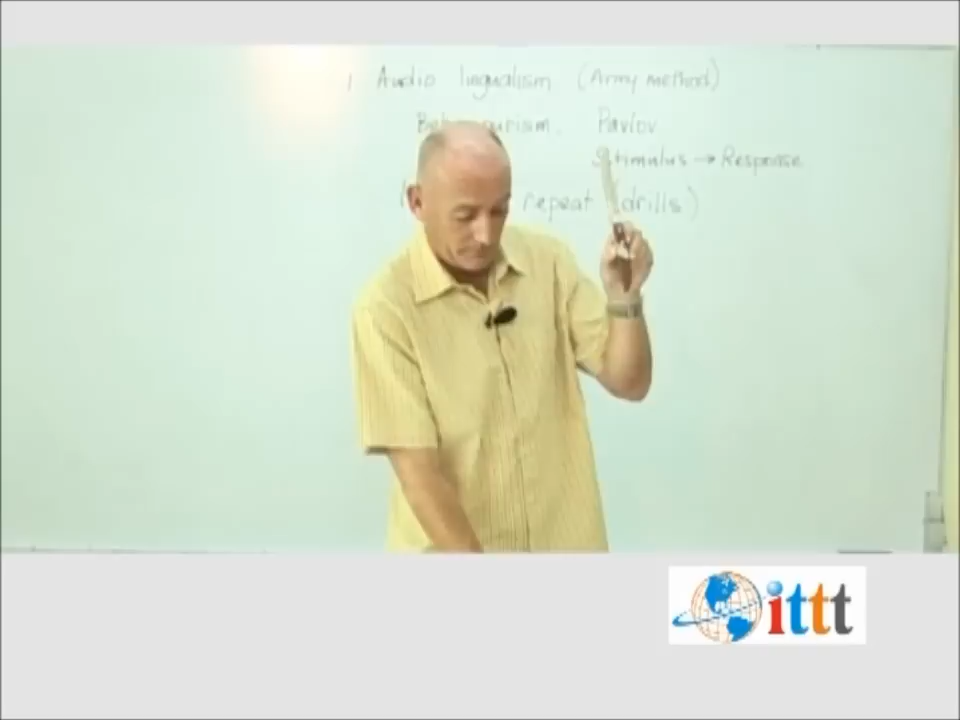 1 Audio lingualism (Army method)
Pavlov
Stimulus → Response
repeat (drills)
ittt